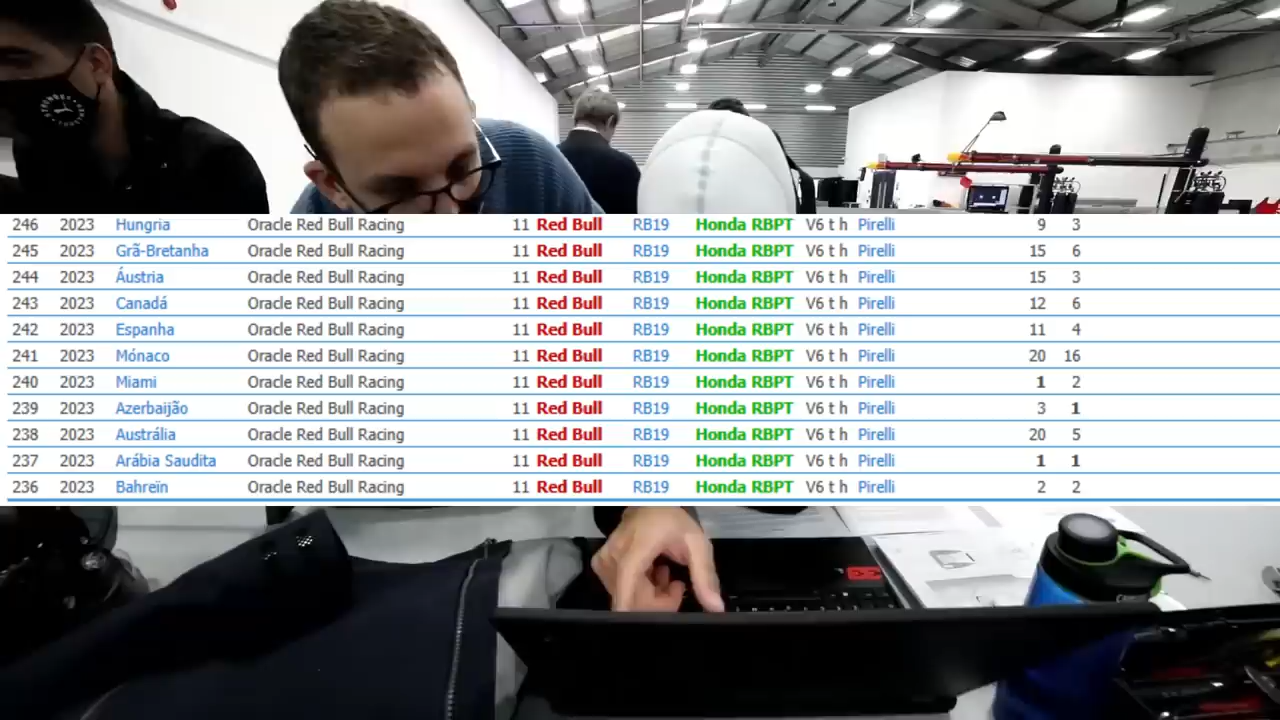 246 2023 Hungria Oracle Red Bull Racing 11 Red Bull RB19 Honda RBPT V6 t h Pirelli 9 3
245 2023 Grã-Bretanha Oracle Red Bull Racing 11 Red Bull RB19 Honda RBPT V6 t h Pirelli 15 6
244 2023 Áustria Oracle Red Bull Racing 11 Red Bull RB19 Honda RBPT V6 t h Pirelli 15 3
243 2023 Canadá Oracle Red Bull Racing 11 Red Bull RB19 Honda RBPT V6 t h Pirelli 12 6
242 2023 Espanha Oracle Red Bull Racing 11 Red Bull RB19 Honda RBPT V6 t h Pirelli 11 4
241 2023 Mónaco Oracle Red Bull Racing 11 Red Bull RB19 Honda RBPT V6 t h Pirelli 20 16
240 2023 Miami Oracle Red Bull Racing 11 Red Bull RB19 Honda RBPT V6 t h Pirelli 1 2
239 2023 Azerbaijão Oracle Red Bull Racing 11 Red Bull RB19 Honda RBPT V6 t h Pirelli 3 1
238 2023 Austrália Oracle Red Bull Racing 11 Red Bull RB19 Honda RBPT V6 t h Pirelli 20 5
237 2023 Arábia Saudita Oracle Red Bull Racing 11 Red Bull RB19 Honda RBPT V6 t h Pirelli 1 1
236 2023 Bahreïn Oracle Red Bull Racing 11 Red Bull RB19 Honda RBPT V6 t h Pirelli 2 2